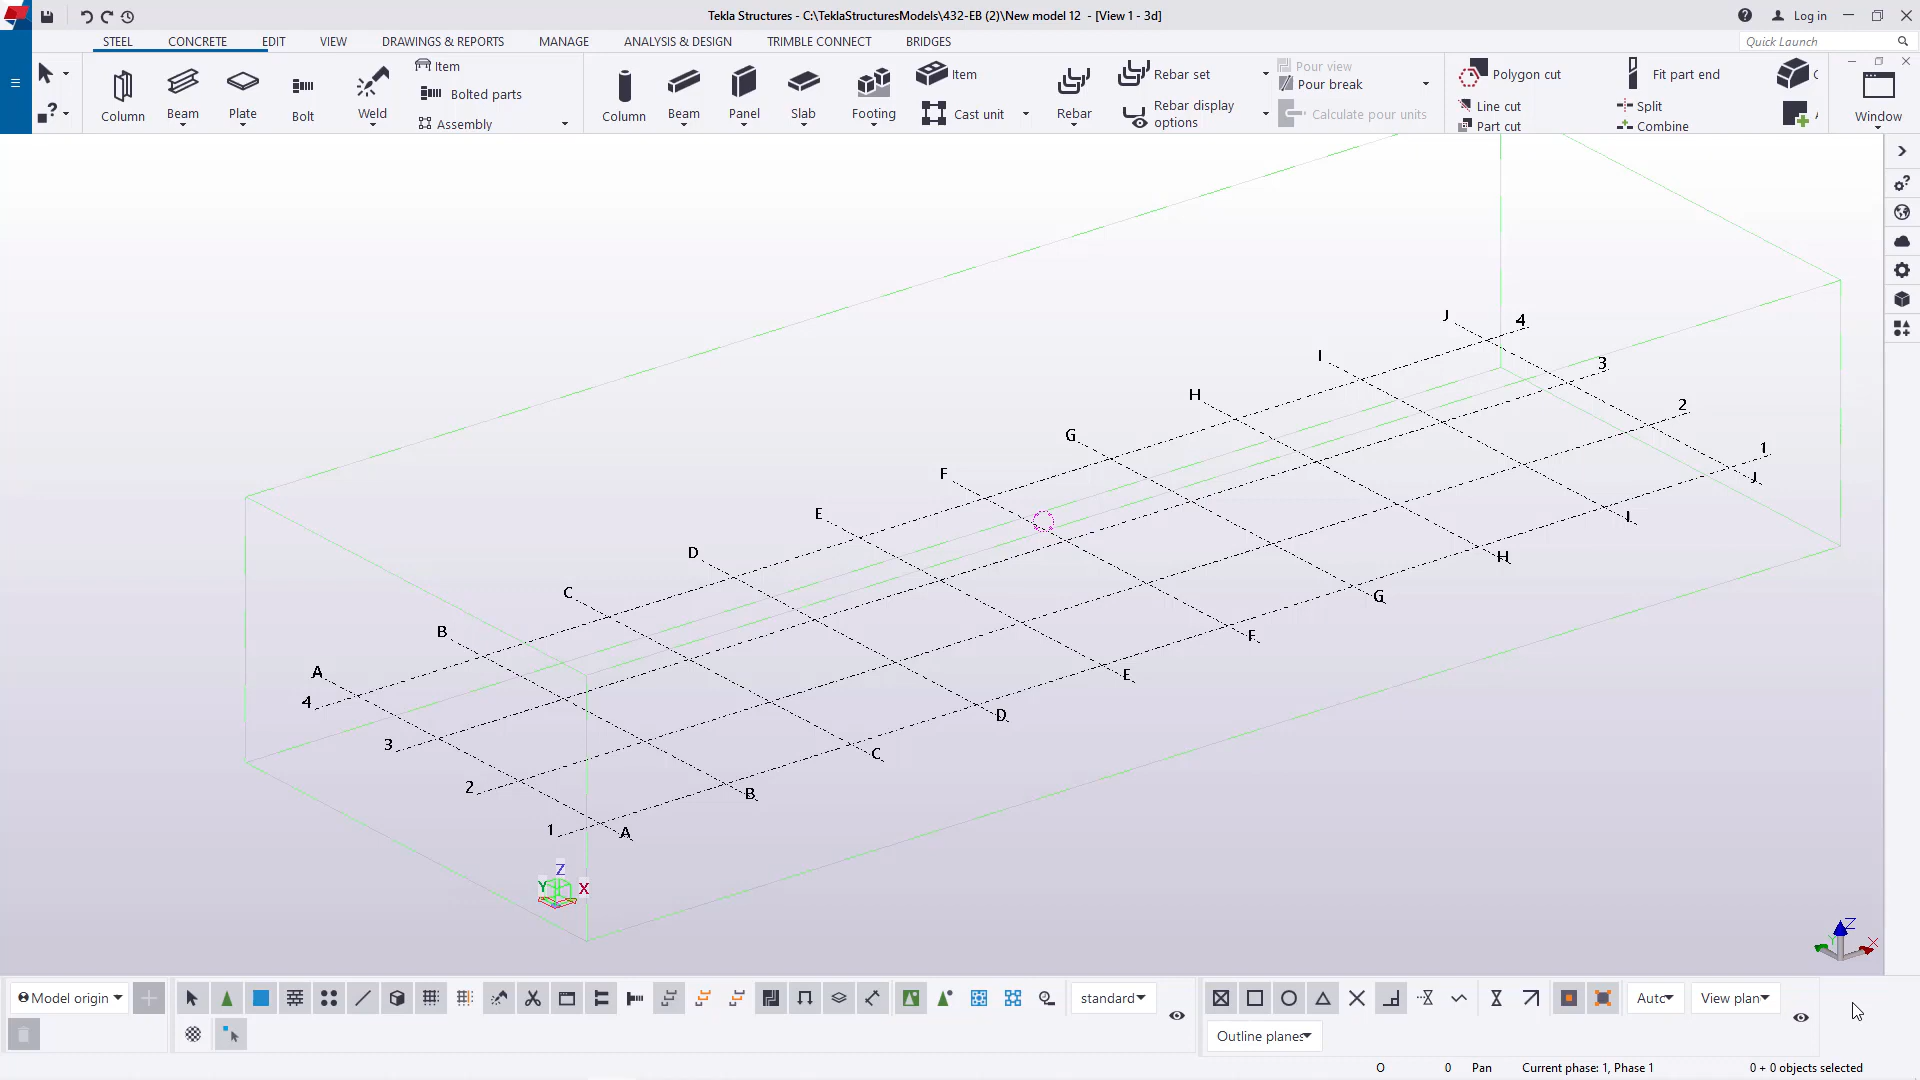 Tekla Structures - C:\TeklaStructuresModels\432-EB (2)\New model 12 - [View 1 - 3d]
Log in
STEEL CONCRETE EDIT VIEW DRAWINGS & REPORTS MANAGE ANALYSIS & DESIGN TRIMBLE CONNECT BRIDGES
Quick Launch
Column
Beam
Plate
Bolt
Weld
Item
Bolted parts
Assembly
Column
Beam
Panel
Slab
Footing
Item
Cast unit
Rebar
Rebar set
Rebar display
options
Pour view
Pour break
Calculate pour units
Polygon cut
Line cut
Part cut
Fit part end
Split
Combine
Window
J
4
I
3
H
2
G
1
F
J
E
I
D
H
C
G
B
F
A
E
4
D
3
C
2
B
1
A
Z
Y
X
Z
Y
X
Model origin
standard
Auto
View plan
Outline planes
O
0
Pan
Current phase: 1, Phase 1
0 + 0 objects selected